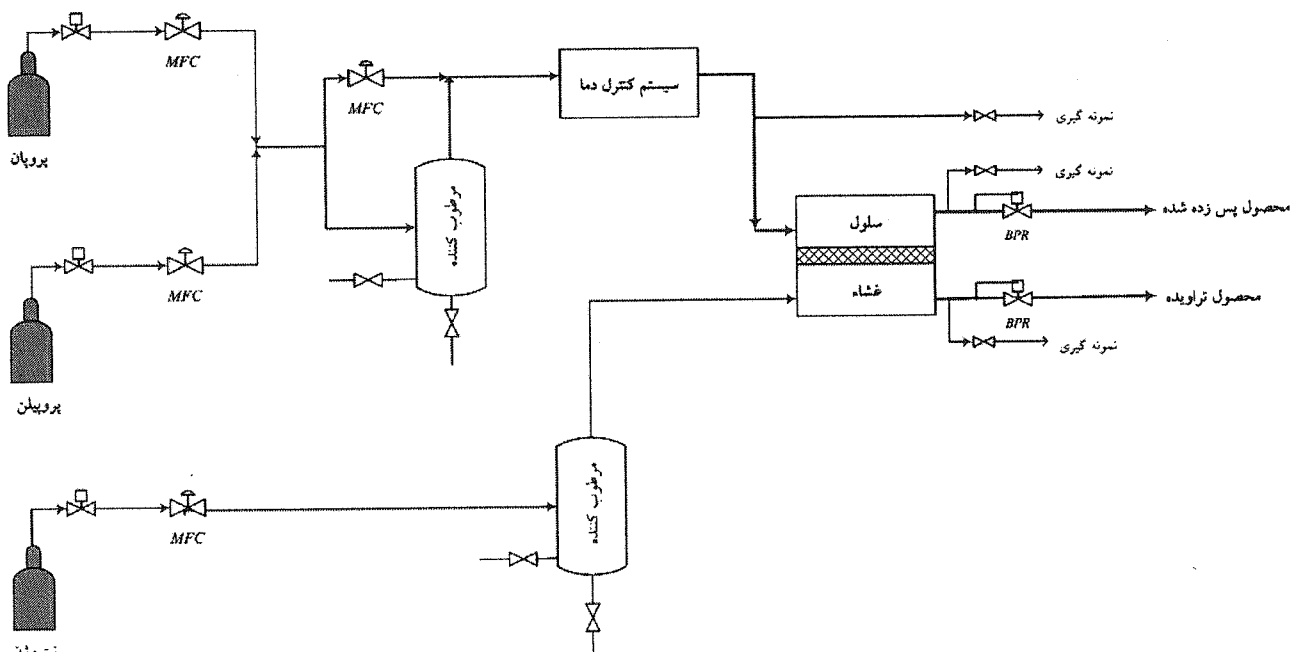 MFC
پروپان
MFC
سیستم کنترل دما
نمونه گیری
نمونه گیری
مرطوب کننده
سلول
محصول پس زده شده
BPR
MFC
غشاء
محصول تراویده
BPR
نمونه گیری
پروپیلن
مرطوب کننده
MFC